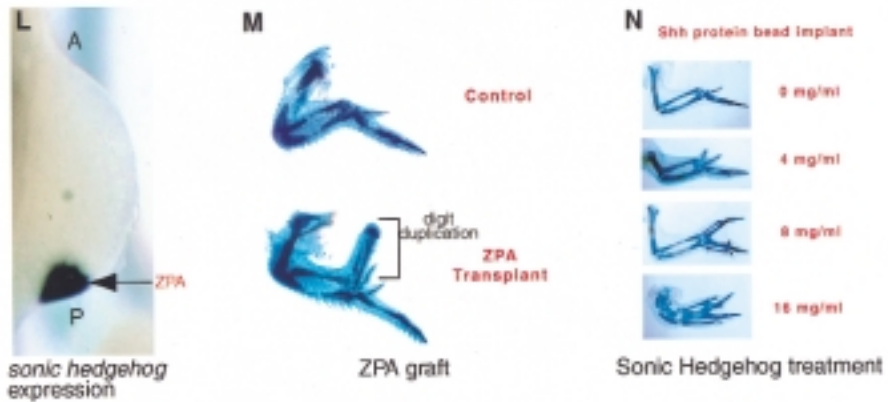 L
A
ZPA
P
sonic hedgehog
expression
M
Control
digit
duplication
ZPA
Transplant
ZPA graft
N
Shh protein bead implant
0 mg/ml
4 mg/ml
8 mg/ml
16 mg/ml
Sonic Hedgehog treatment